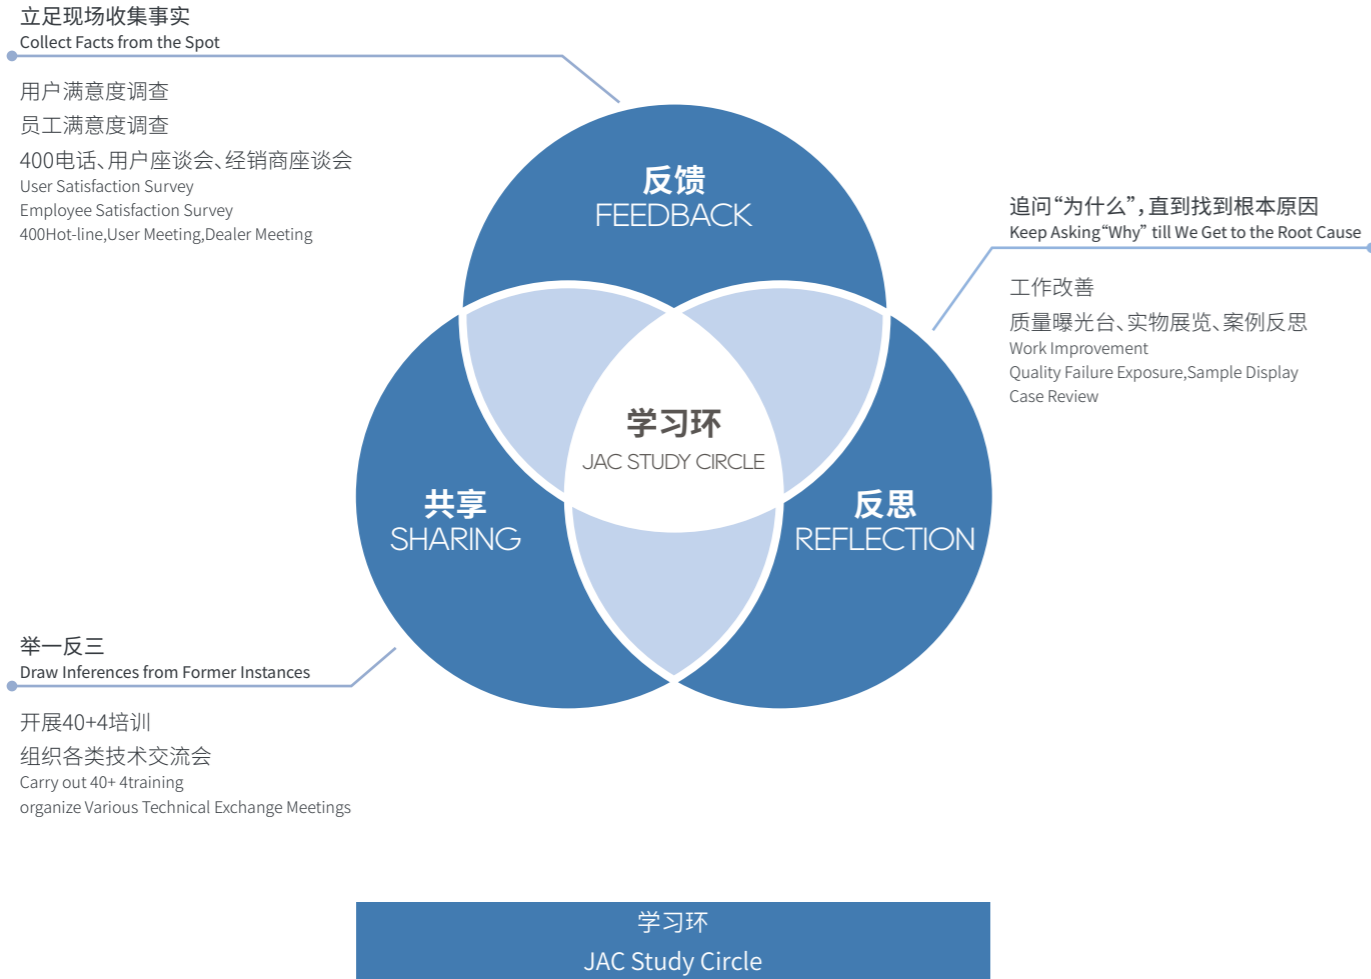 立足现场收集事实
Collect Facts from the Spot
用户满意度调查
员工满意度调查
400电话、用户座谈会、经销商座谈会
User Satisfaction Survey
Employee Satisfaction Survey
400Hot-line,User Meeting,Dealer Meeting
反馈
FEEDBACK
追问“为什么”，直到找到根本原因
Keep Asking“Why” till We Get to the Root Cause
工作改善
质量曝光台、实物展览、案例反思
Work Improvement
Quality Failure Exposure,Sample Display
Case Review
学习环
JAC STUDY CIRCLE
共享
SHARING
反思
REFLECTION
举一反三
Draw Inferences from Former Instances
开展40+4培训
组织各类技术交流会
Carry out 40+ 4training
organize Various Technical Exchange Meetings
学习环
JAC Study Circle